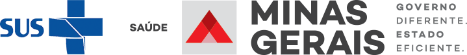 SUS
SAÚDE
MINAS
GERAIS
GOVERNO
DIFERENTE.
ESTADO
EFICIENTE.